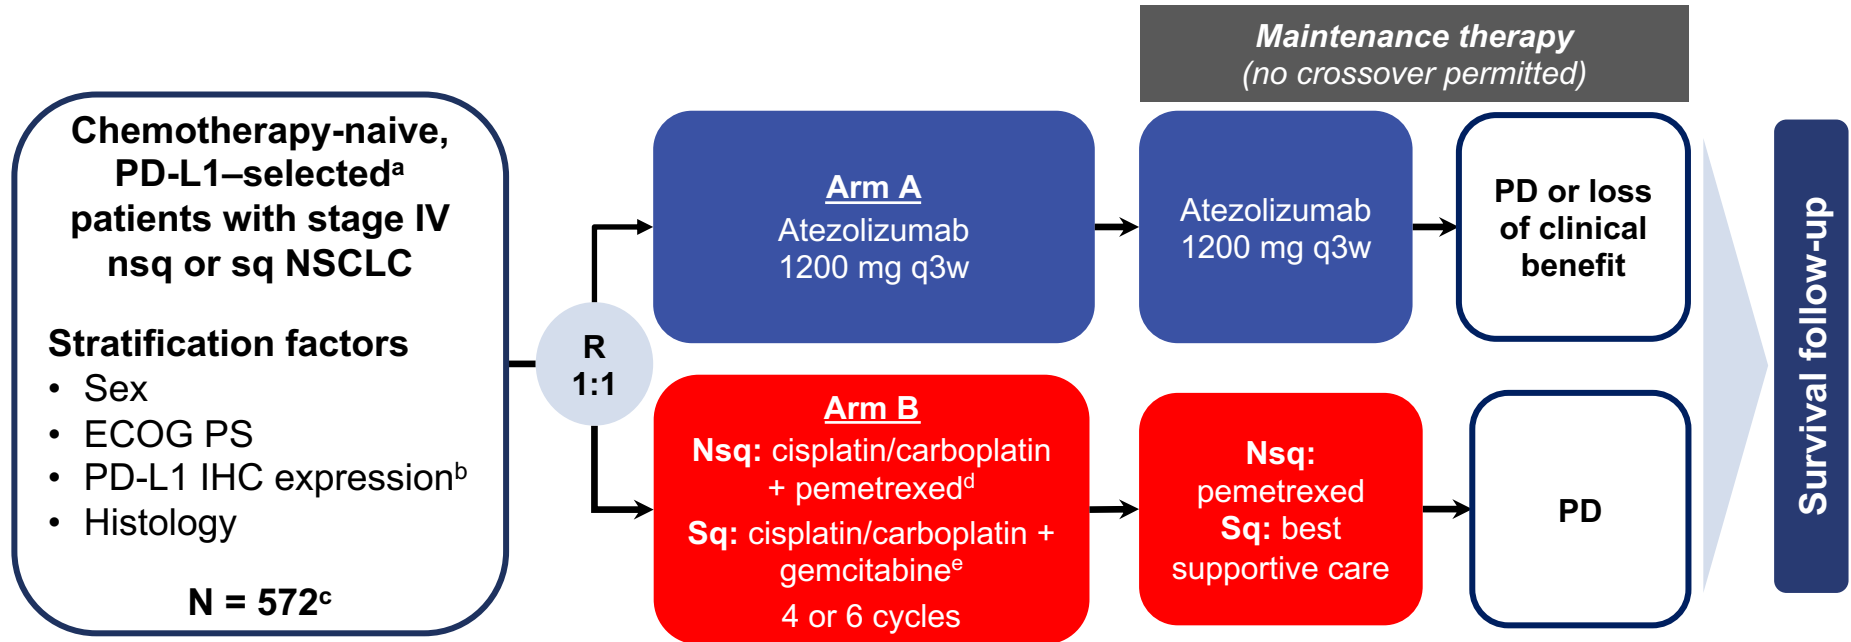 Maintenance therapy
(no crossover permitted)
Chemotherapy-naive,
PD-L1–selectedᵃ
patients with stage IV
nsq or sq NSCLC
Stratification factors
• Sex
• ECOG PS
• PD-L1 IHC expressionᵇ
• Histology
N = 572ᶜ
R
1:1
Arm A
Atezolizumab
1200 mg q3w
Atezolizumab
1200 mg q3w
PD or loss
of clinical
benefit
Arm B
Nsq: cisplatin/carboplatin
+ pemetrexedᵈ
Sq: cisplatin/carboplatin +
gemcitabineᵉ
4 or 6 cycles
Nsq:
pemetrexed
Sq: best
supportive care
PD
Survival follow-up